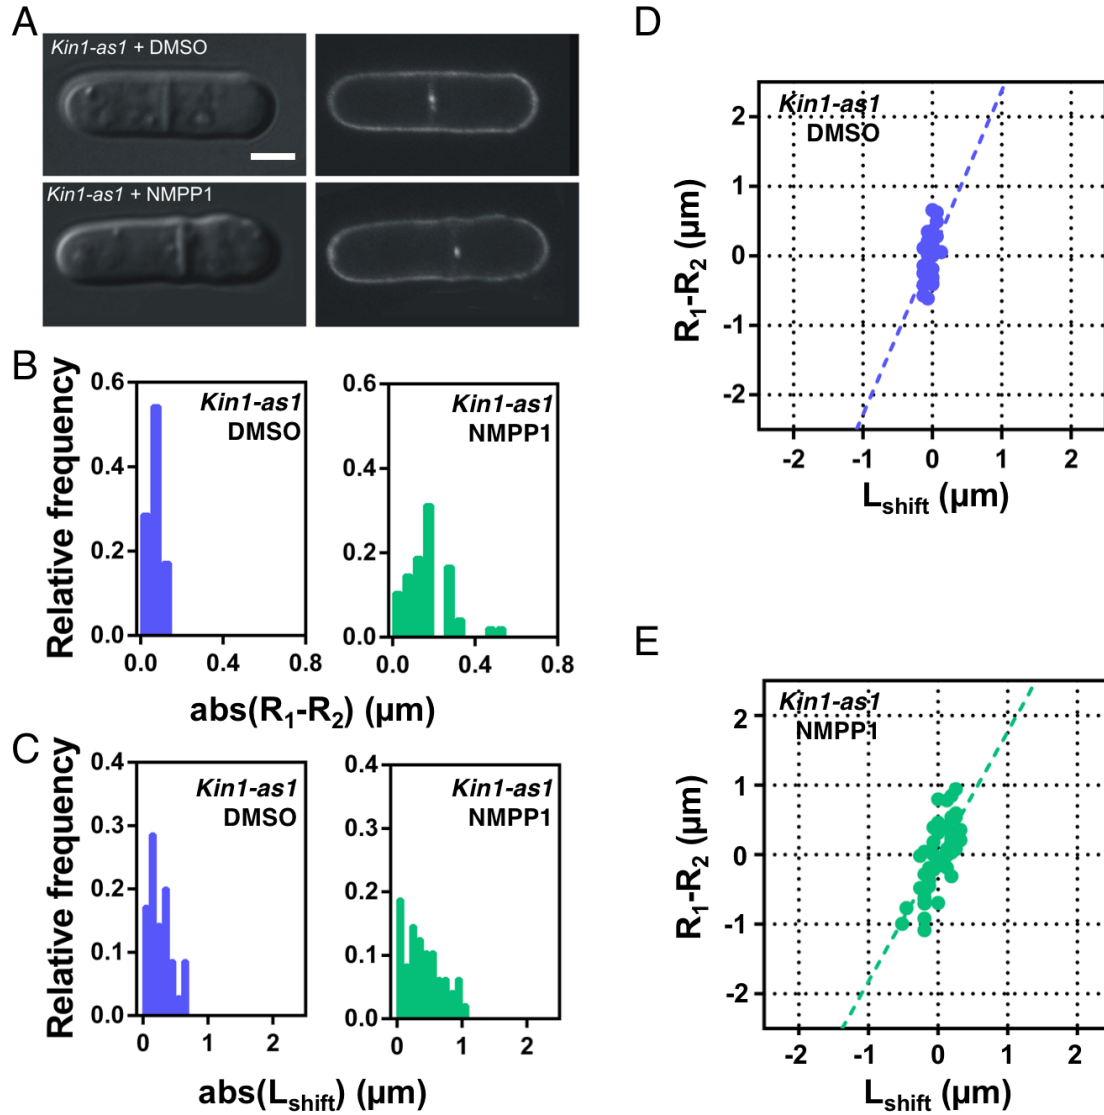 A
Kin1-as1 + DMSO
Kin1-as1 + NMPP1
B
Relative frequency
0.6
0.4
0.2
0.0
Kin1-as1
DMSO
0.0 0.4 0.8
0.6
0.4
0.2
0.0
Kin1-as1
NMPP1
0.0 0.4 0.8
abs(R₁-R₂) (µm)
C
Relative frequency
0.4
0.3
0.2
0.1
0.0
Kin1-as1
DMSO
0 1 2
0.4
0.3
0.2
0.1
0.0
Kin1-as1
NMPP1
0 1 2
abs(Lshift) (µm)
D
Kin1-as1
DMSO
R₁-R₂ (µm)
2
1
0
-1
-2
-2 -1 0 1 2
Lshift (µm)
E
Kin1-as1
NMPP1
R₁-R₂ (µm)
2
1
0
-1
-2
-2 -1 0 1 2
Lshift (µm)